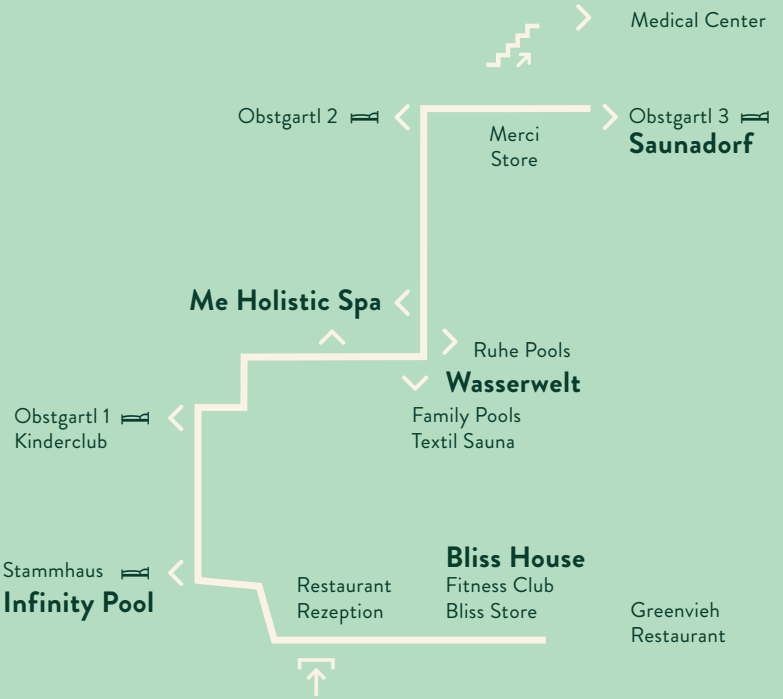 Medical Center
Obstgartl 2
Obstgartl 3
Saunadorf
Merci
Store
Me Holistic Spa
Ruhe Pools
Wasserwelt
Family Pools
Textil Sauna
Obstgartl 1
Kinderclub
Stammhaus
Infinity Pool
Restaurant
Rezeption
Bliss House
Fitness Club
Bliss Store
Greenvieh
Restaurant